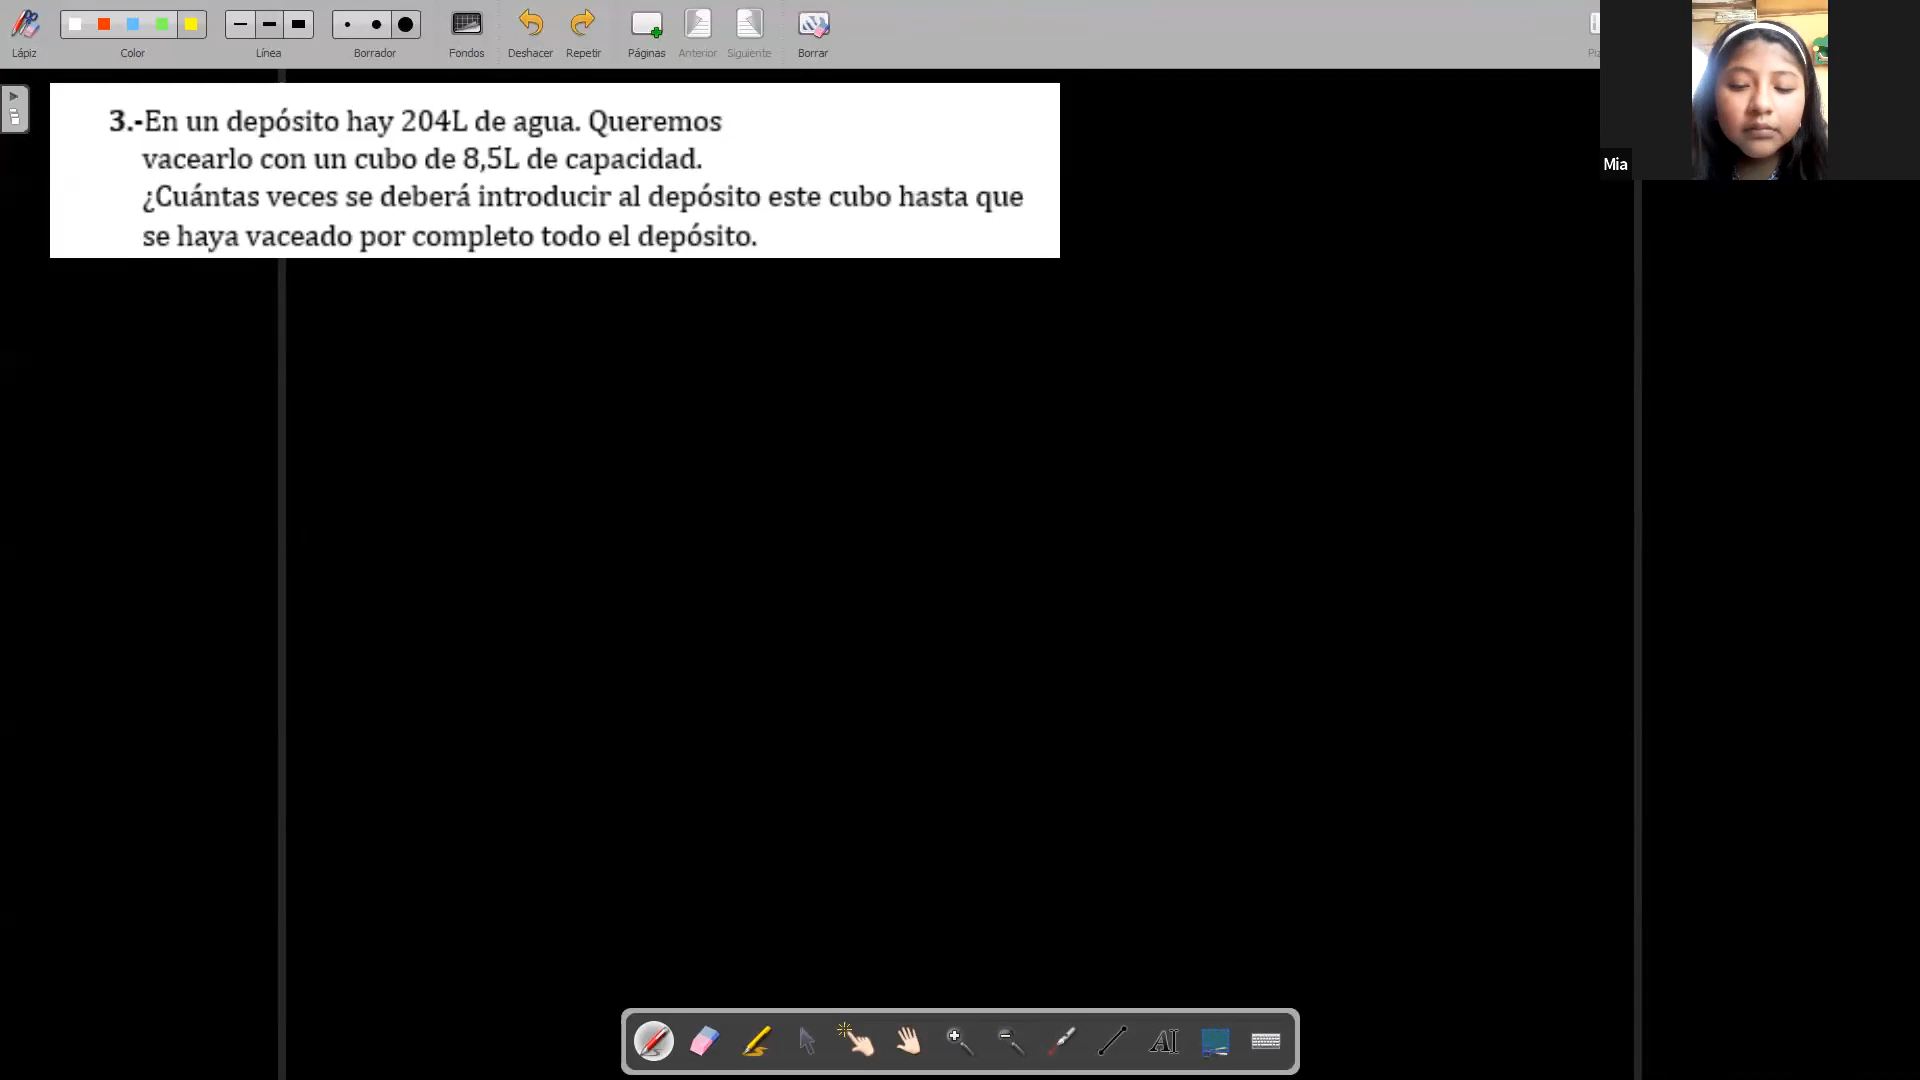 Lápiz
Color
Línea
Borrador
Fondos
Deshacer
Repetir
Páginas
Anterior
Siguiente
Borrar
Mia
3.-En un depósito hay 204L de agua. Queremos
vacearlo con un cubo de 8,5L de capacidad.
¿Cuántas veces se deberá introducir al depósito este cubo hasta que
se haya vaceado por completo todo el depósito.
AI